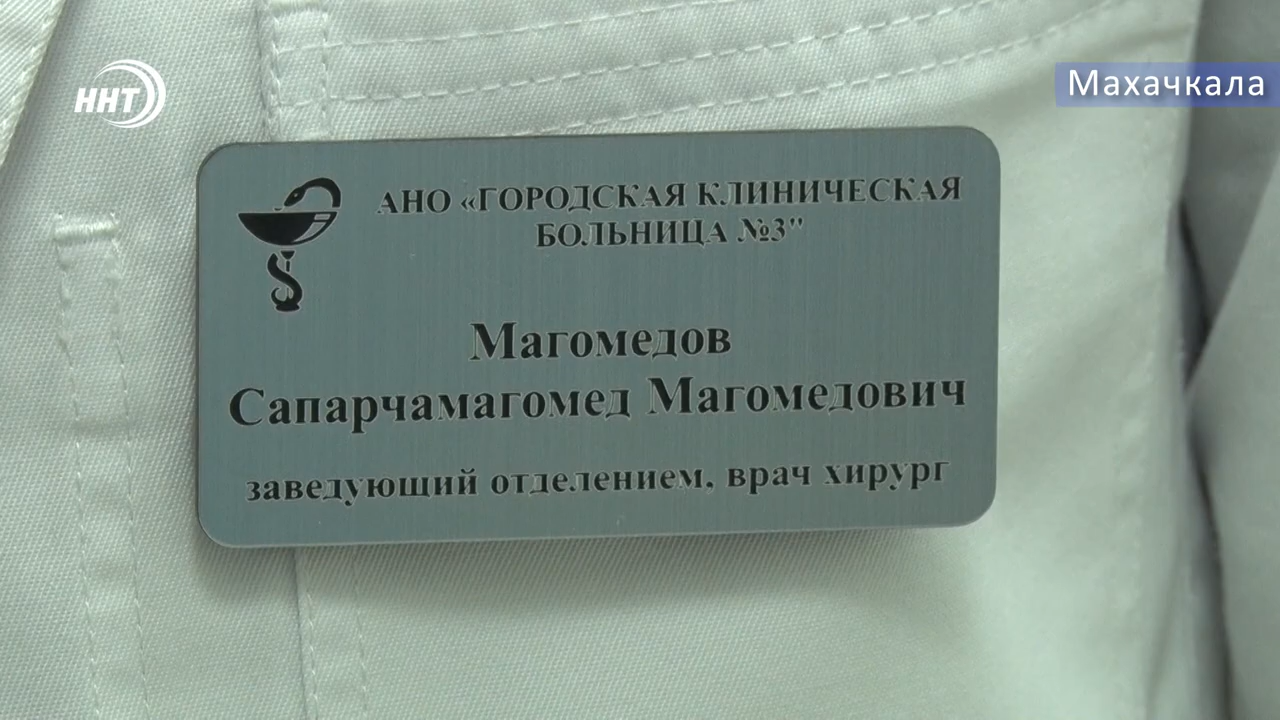 ННТ
Махачкала
АНО «ГОРОДСКАЯ КЛИНИЧЕСКАЯ
БОЛЬНИЦА №3"
Магомедов
Сапарчамагомед Магомедович
заведующий отделением, врач хирург